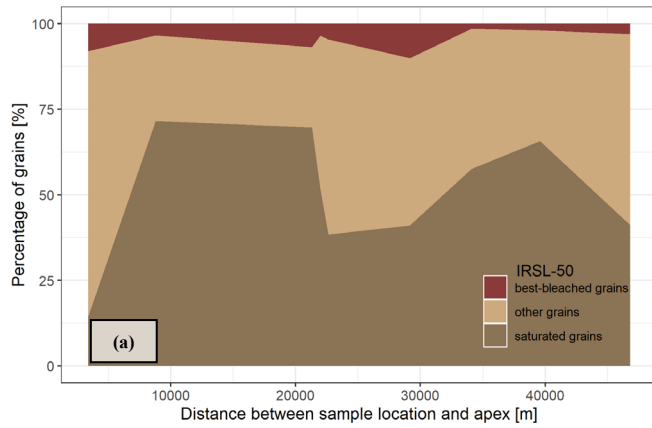 100
75
50
25
0
Percentage of grains [%]
IRSL-50
best-bleached grains
other grains
saturated grains
(a)
10000 20000 30000 40000
Distance between sample location and apex [m]